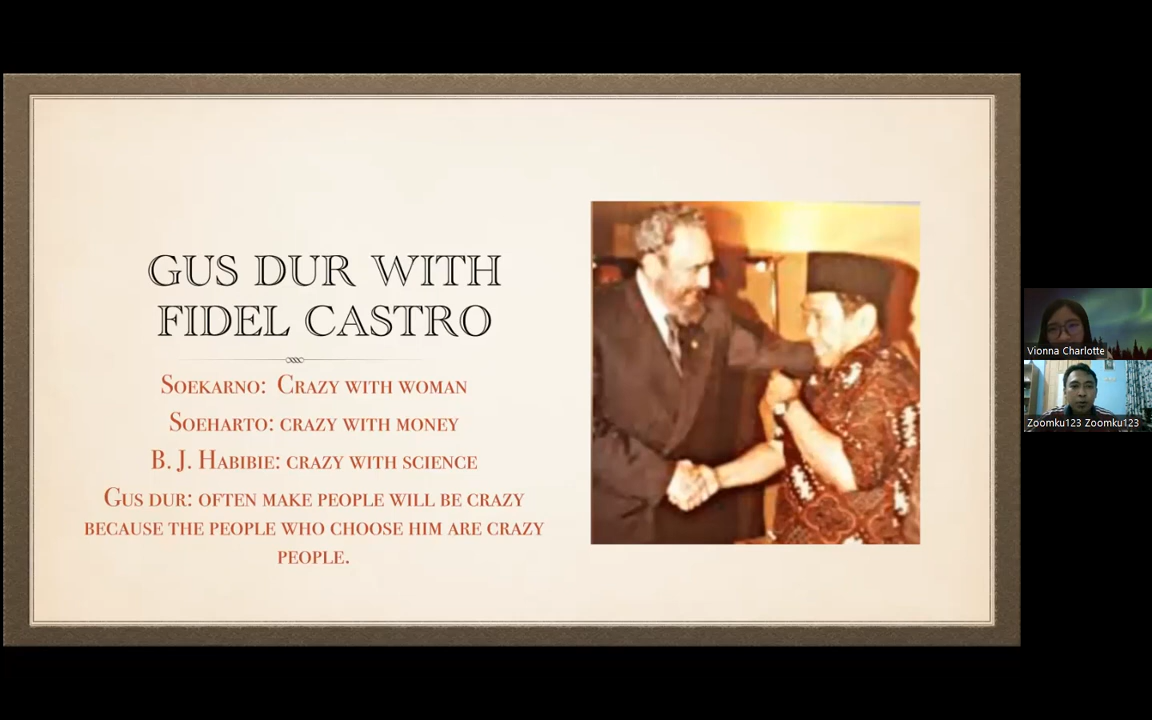 GUS DUR WITH
FIDEL CASTRO
SOEKARNO: CRAZY WITH WOMAN
SOEHARTO: CRAZY WITH MONEY
B. J. HABIBIE: CRAZY WITH SCIENCE
GUS DUR: OFTEN MAKE PEOPLE WILL BE CRAZY
BECAUSE THE PEOPLE WHO CHOOSE HIM ARE CRAZY
PEOPLE.
Vionna Charlotte
Zoomku123 Zoomku123